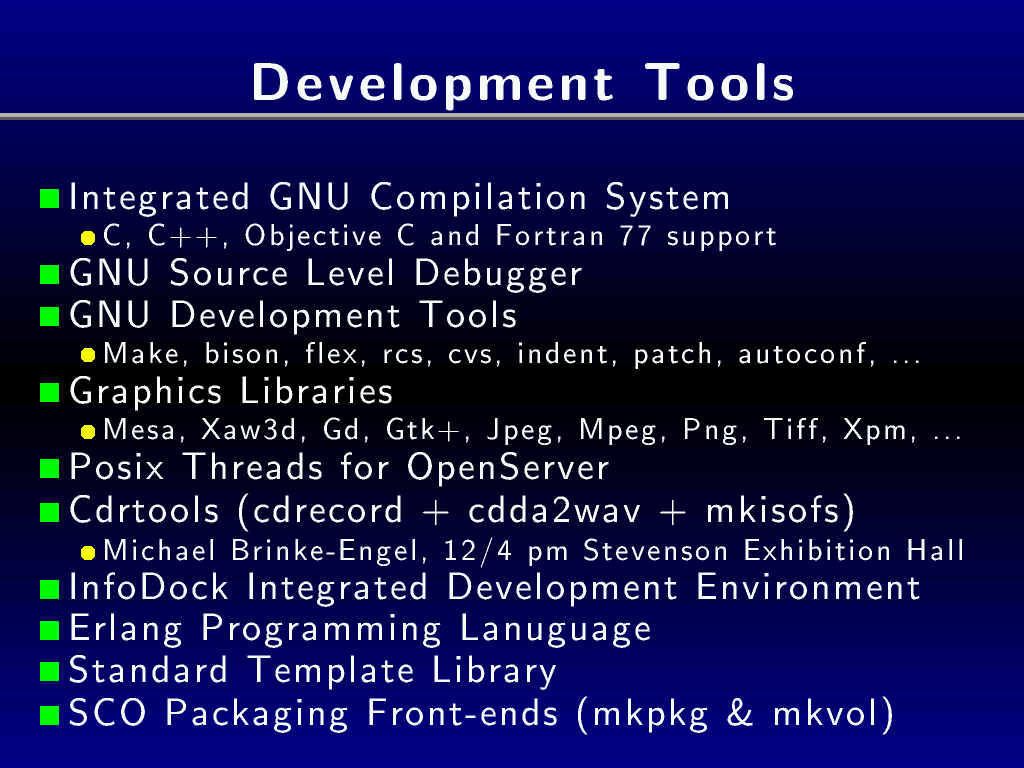 Development Tools
Integrated GNU Compilation System
C, C++, Objective C and Fortran 77 support
GNU Source Level Debugger
GNU Development Tools
Make, bison, flex, rcs, cvs, indent, patch, autoconf, ...
Graphics Libraries
Mesa, Xaw3d, Gd, Gtk+, Jpeg, Mpeg, Png, Tiff, Xpm, ...
Posix Threads for OpenServer
Cdrtools (cdrecord + cdda2wav + mkisofs)
Michael Brinke-Engel, 12/4 pm Stevenson Exhibition Hall
InfoDock Integrated Development Environment
Erlang Programming Lanuguage
Standard Template Library
SCO Packaging Front-ends (mkpkg & mkvol)